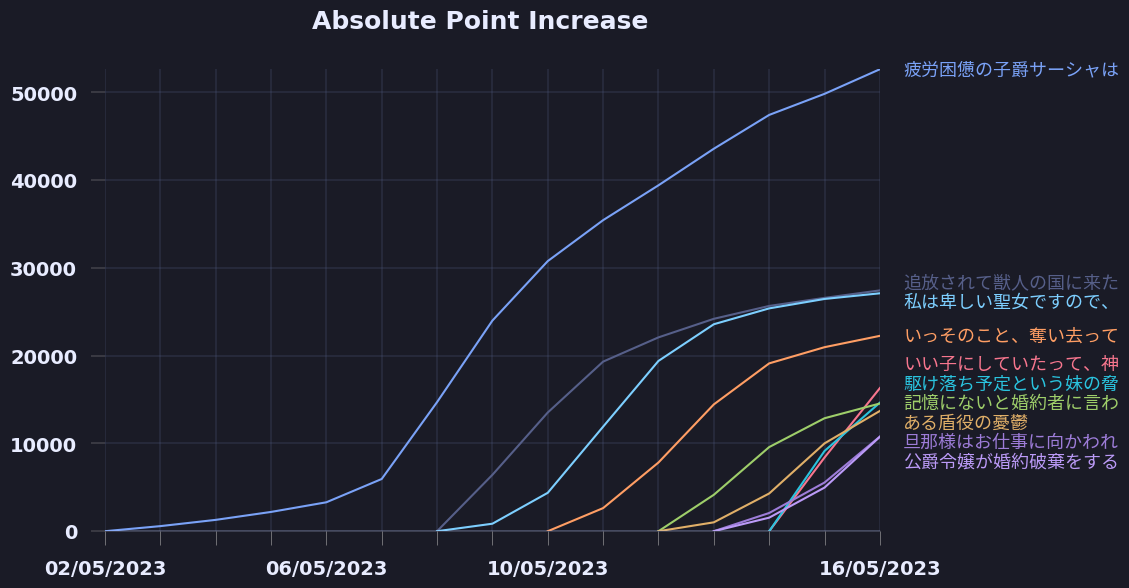 Absolute Point Increase
50000
40000
30000
20000
10000
0
02/05/2023
06/05/2023
10/05/2023
16/05/2023
疲労困憊の子爵サーシャは
追放されて獣人の国に来た
私は卑しい聖女ですので、
いっそのこと、奪い去って
いい子にしていたって、神
駆け落ち予定という妹の脅
記憶にないと婚約者に言わ
ある盾役の憂鬱
旦那様はお仕事に向かわれ
公爵令嬢が婚約破棄をする